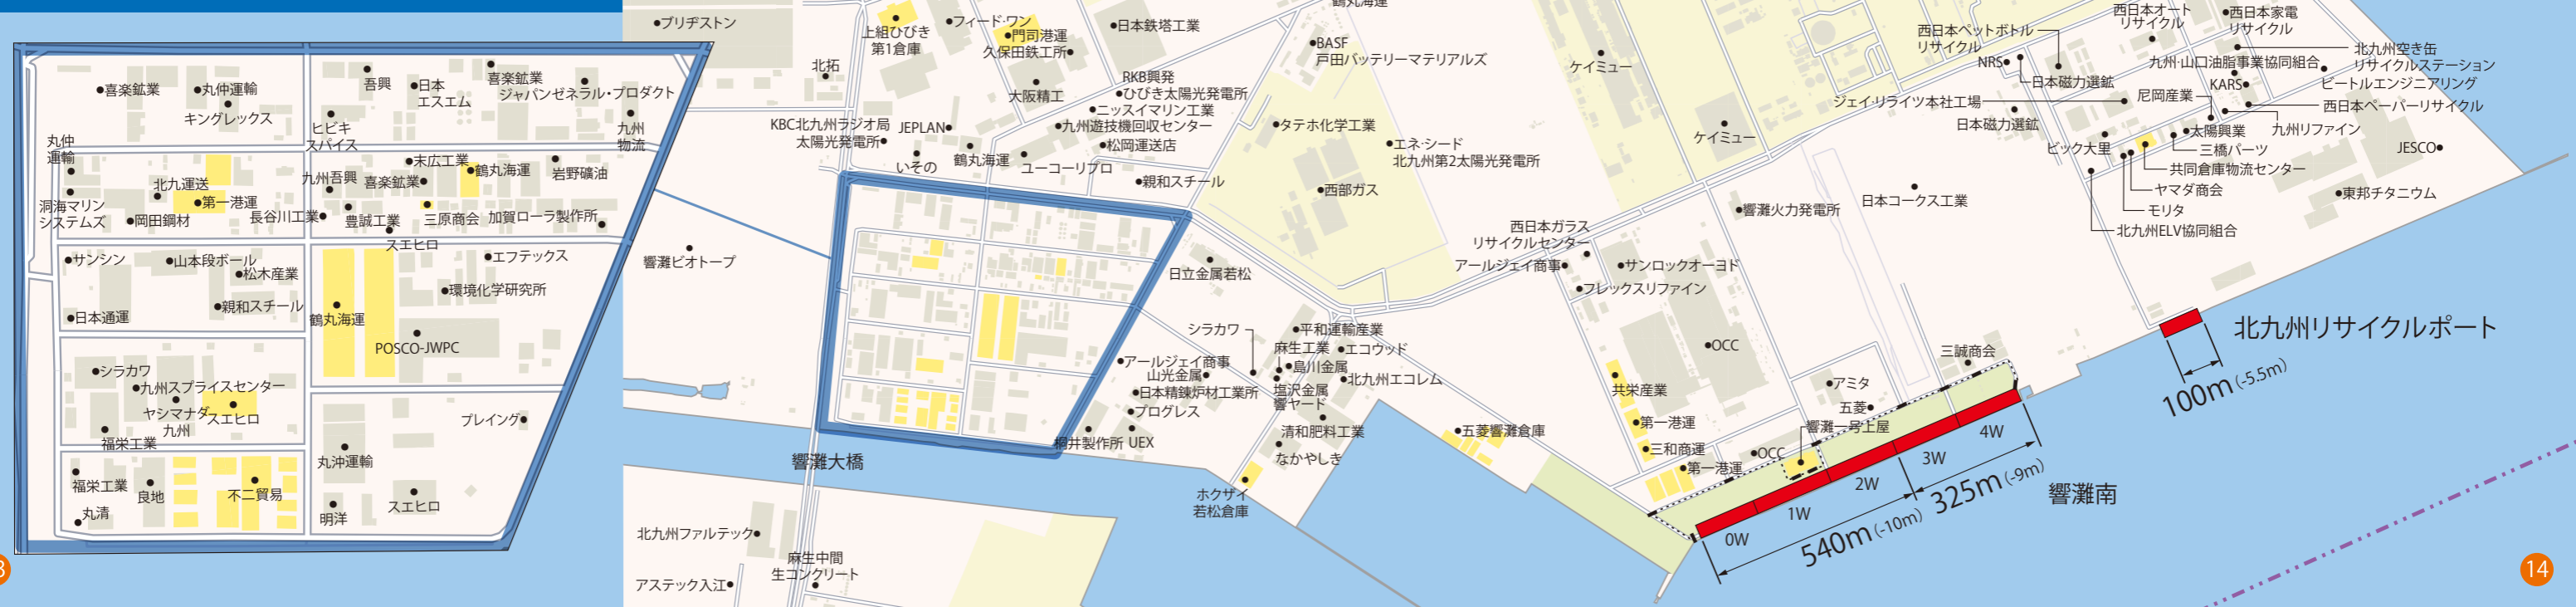 喜楽鉱業
丸仲運輸
キングレックス
吾興
日本
エスエム
喜楽鉱業
ジャパンゼネラル・プロダクト
ヒビキ
スパイス
九州
物流
丸仲
運輸
北九運送
第一港運
洞海マリン
システムズ
岡田鋼材
末広工業
鶴丸海運
岩野礦油
九州吾興
喜楽鉱業
長谷川工業
豊誠工業
三原商会
加賀ローラ製作所
スエヒロ
サンシン
山本段ボール
松木産業
エフテックス
環境化学研究所
親和スチール
日本通運
鶴丸海運
POSCO-JWPC
シラカワ
九州スプライスセンター
ヤシマナダ
九州
スエヒロ
福栄工業
プレイング
丸沖運輸
福栄工業
良地
不二貿易
丸清
明洋
スエヒロ
ブリヂストン
上組ひびき
第1倉庫
フィード・ワン
門司港運
久保田鉄工所
日本鉄塔工業
鶴丸海運
北拓
大阪精工
BASF
戸田バッテリーマテリアルズ
RKB興発
ひびき太陽光発電所
ニッスイマリン工業
KBC北九州ラジオ局
太陽光発電所
JEPLAN
九州遊技機回収センター
松岡運送店
いその
鶴丸海運
ユーコーリプロ
親和スチール
タテホ化学工業
エネ・シード
北九州第2太陽光発電所
西部ガス
響灘ビオトープ
日立金属若松
ケイミュー
ケイミュー
西日本ペットボトル
リサイクル
西日本オート
リサイクル
西日本家電
リサイクル
北九州空き缶
リサイクルステーション
NRS
日本磁力選鉱
九州・山口油脂事業協同組合
KARS
ビートルエンジニアリング
ジェイ・リライツ本社工場
尼岡産業
西日本ペーパーリサイクル
日本磁力選鉱
太陽興業
九州リファイン
ビック大里
三橋パーツ
JESCO
共同倉庫物流センター
ヤマダ商会
モリタ
北九州ELV協同組合
東邦チタニウム
響灘火力発電所
日本コークス工業
西日本ガラス
リサイクルセンター
アールジェイ商事
サンロックオーヨド
フレックスリファイン
シラカワ
平和運輸産業
麻生工業
エコウッド
島川金属
アールジェイ商事
山光金属
日本精錬炉材工業所
塩沢金属
響ヤード
北九州エコレム
プログレス
櫛井製作所
UEX
清和肥料工業
なかやしき
ホクザイ
若松倉庫
五菱響灘倉庫
OCC
共栄産業
第一港運
三和商運
第一港運
OCC
三誠商会
アミタ
五菱
響灘一号上屋
北九州リサイクルポート
100m(-5.5m)
0W
1W
2W
3W
4W
540m(-10m)
325m(-9m)
響灘南
響灘大橋
北九州ファルテック
麻生中間
生コンクリート
アステック入江
14